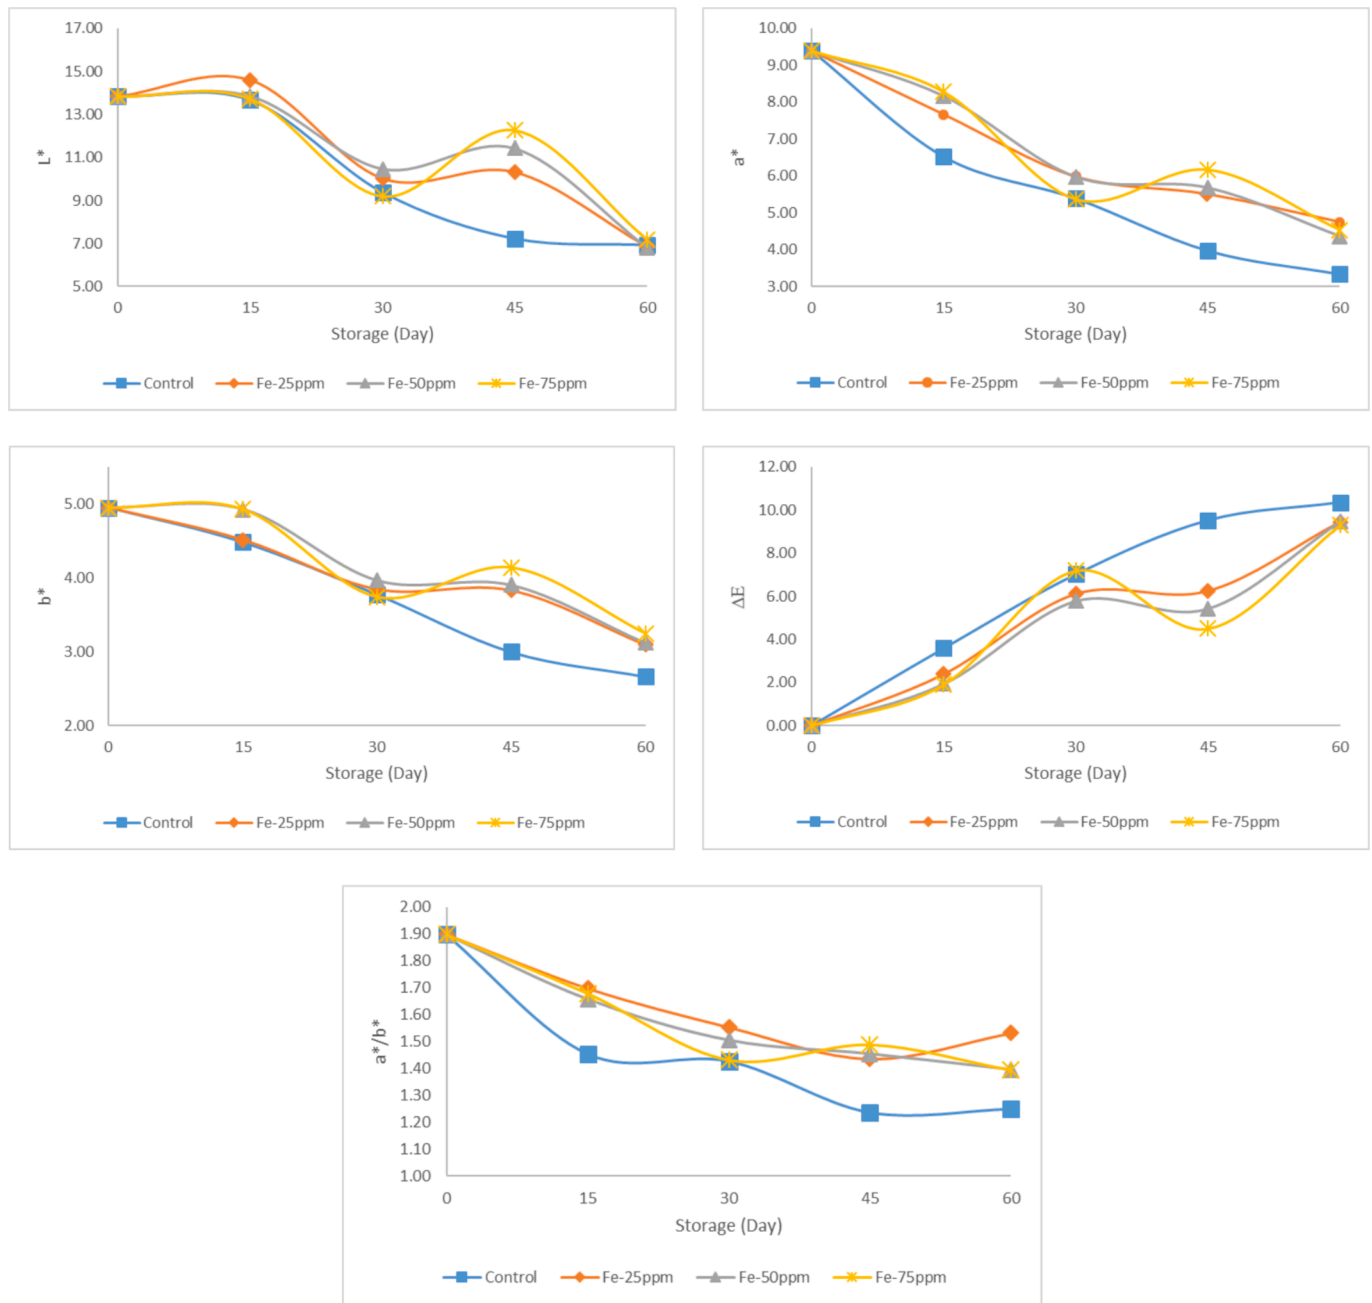 17.00
15.00
13.00
11.00
9.00
7.00
5.00
L*
0 15 30 45 60
Storage (Day)
Control Fe-25ppm Fe-50ppm Fe-75ppm
10.00
9.00
8.00
7.00
6.00
5.00
4.00
3.00
a*
0 15 30 45 60
Storage (Day)
Control Fe-25ppm Fe-50ppm Fe-75ppm
5.00
4.00
3.00
2.00
b*
0 15 30 45 60
Storage (Day)
Control Fe-25ppm Fe-50ppm Fe-75ppm
12.00
10.00
8.00
6.00
4.00
2.00
0.00
ΔE
0 15 30 45 60
Storage (Day)
Control Fe-25ppm Fe-50ppm Fe-75ppm
2.00
1.90
1.80
1.70
1.60
1.50
1.40
1.30
1.20
1.10
1.00
a*/b*
0 15 30 45 60
Storage (Day)
Control Fe-25ppm Fe-50ppm Fe-75ppm